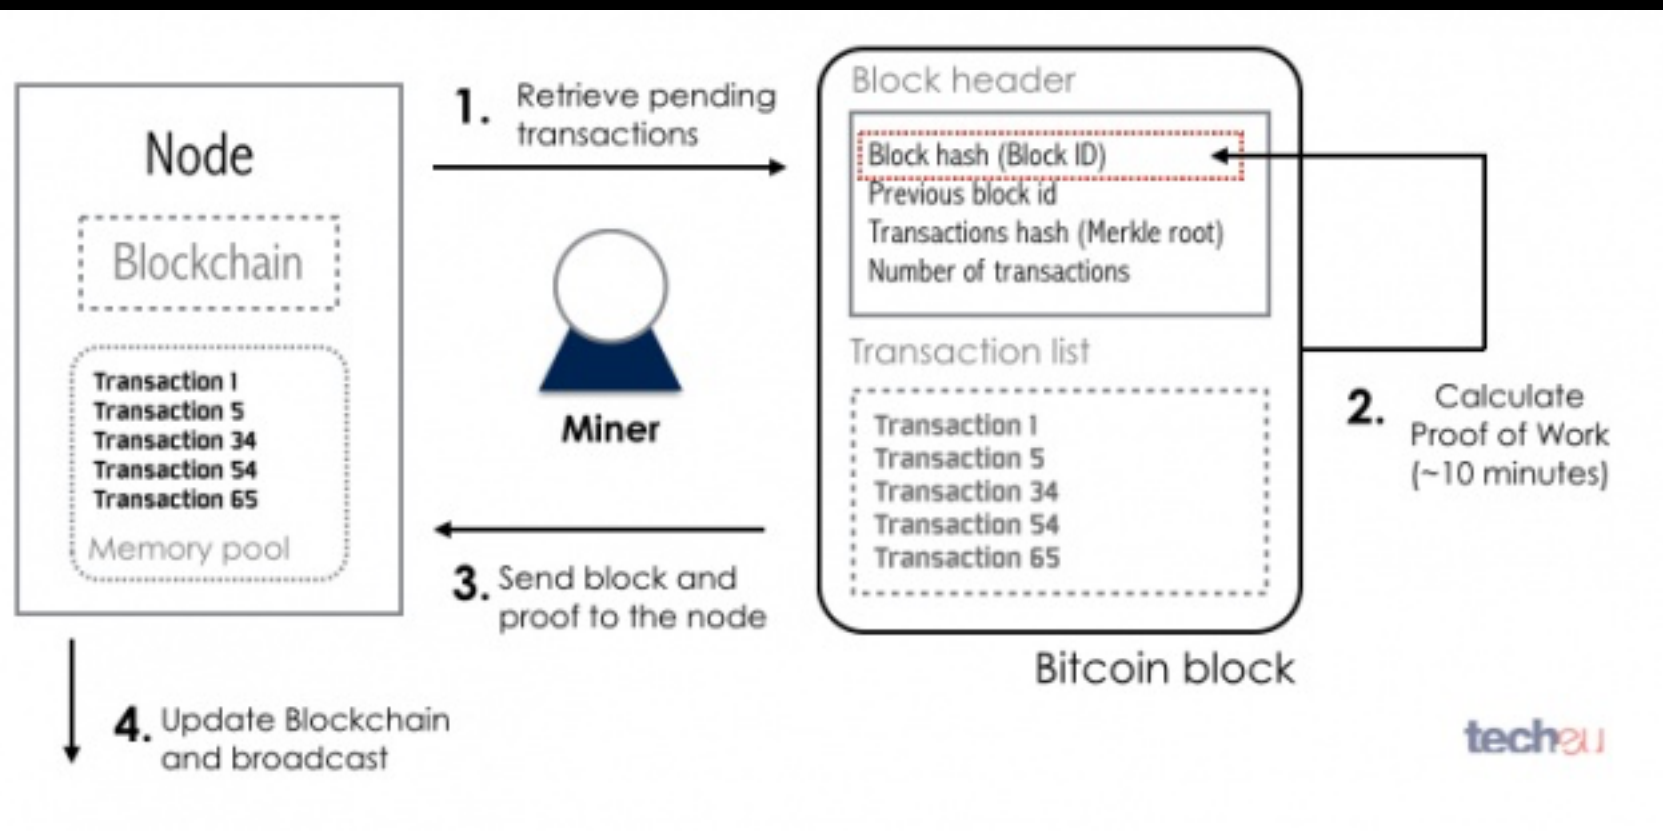 Node
Blockchain
Transaction 1
Transaction 5
Transaction 34
Transaction 54
Transaction 65
Memory pool
1. Retrieve pending
transactions
Miner
3. Send block and
proof to the node
4. Update Blockchain
and broadcast
Block header
Block hash (Block ID)
Previous block id
Transactions hash (Merkle root)
Number of transactions
Transaction list
Transaction 1
Transaction 5
Transaction 34
Transaction 54
Transaction 65
Bitcoin block
2. Calculate
Proof of Work
(~10 minutes)
techeu